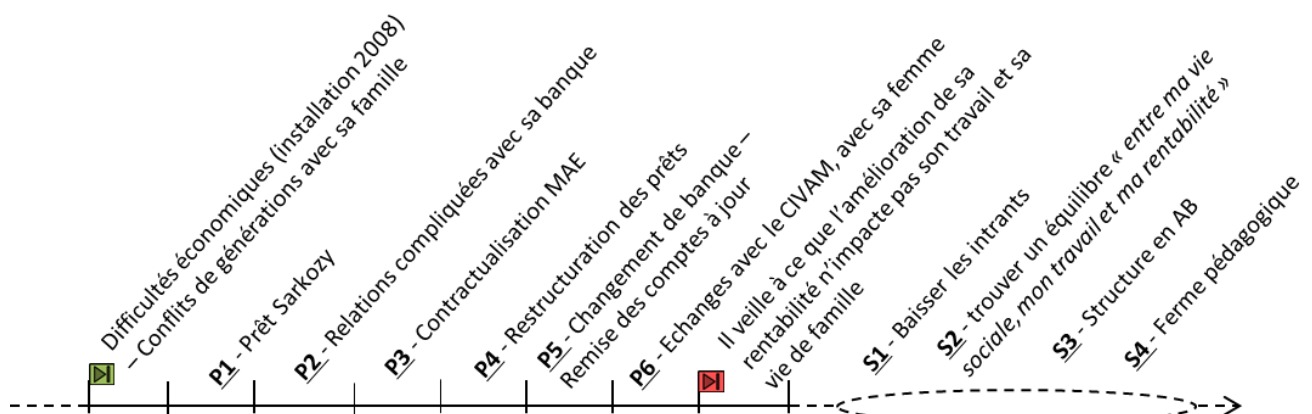 Difficultés économiques (installation 2008)
– Conflits de générations avec sa famille
P1 - Prêt Sarkozy
P2 - Relations compliquées avec sa banque
P3 - Contractualisation MAE
P4 - Restructuration des prêts
P5 - Changement de banque –
Remise des comptes à jour
P6 - Echanges avec le CIVAM, avec sa femme
Il veille à ce que l’amélioration de sa
rentabilité n’impacte pas son travail et sa
vie de famille
S1 - Baisser les intrants
S2 - trouver un équilibre « entre ma vie
sociale, mon travail et ma rentabilité »
S3 - Structure en AB
S4 - Ferme pédagogique